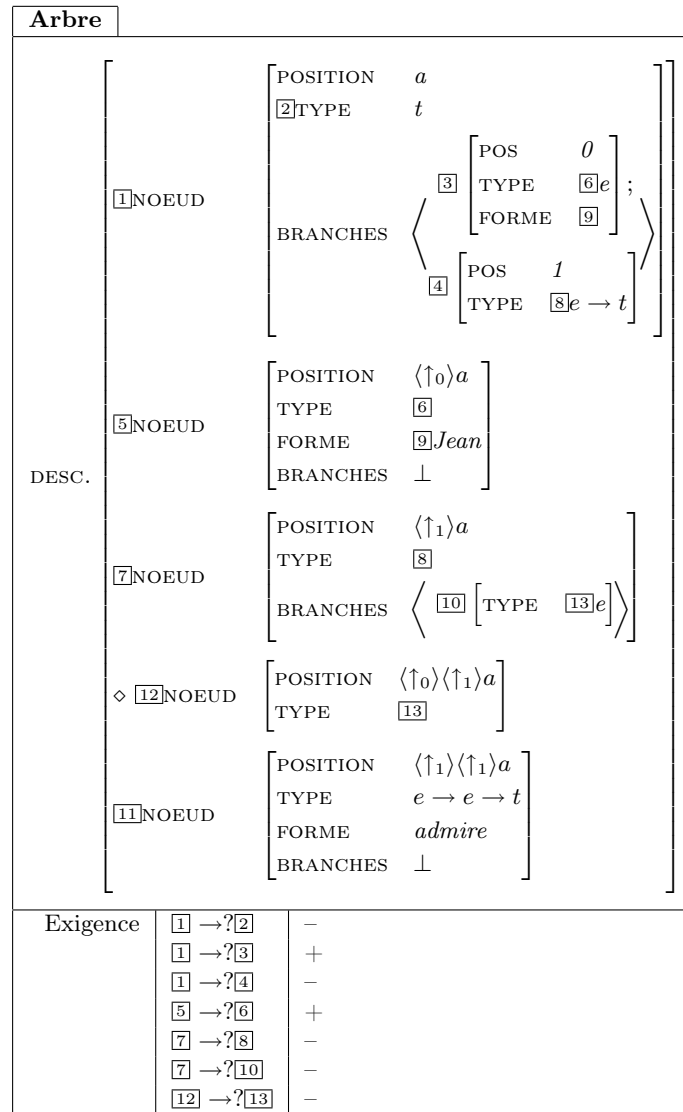 Arbre
POSITION a
2 TYPE t
POS 0
3 TYPE 6 e ;
FORME 9
1 NOEUD
BRANCHES
POS 1
4 TYPE 8 e → t
POSITION ⟨↑₀⟩a
TYPE 6
5 NOEUD
FORME 9 Jean
BRANCHES ⊥
DESC.
POSITION ⟨↑₁⟩a
TYPE 8
7 NOEUD
BRANCHES ⟨ 10 [TYPE 13 e] ⟩
POSITION ⟨↑₀⟩⟨↑₁⟩a
⋄ 12 NOEUD
TYPE 13
POSITION ⟨↑₁⟩⟨↑₁⟩a
TYPE e → e → t
11 NOEUD
FORME admire
BRANCHES ⊥
Exigence 1 →? 2 –
1 →? 3 +
1 →? 4 –
5 →? 6 +
7 →? 8 –
7 →? 10 –
12 →? 13 –